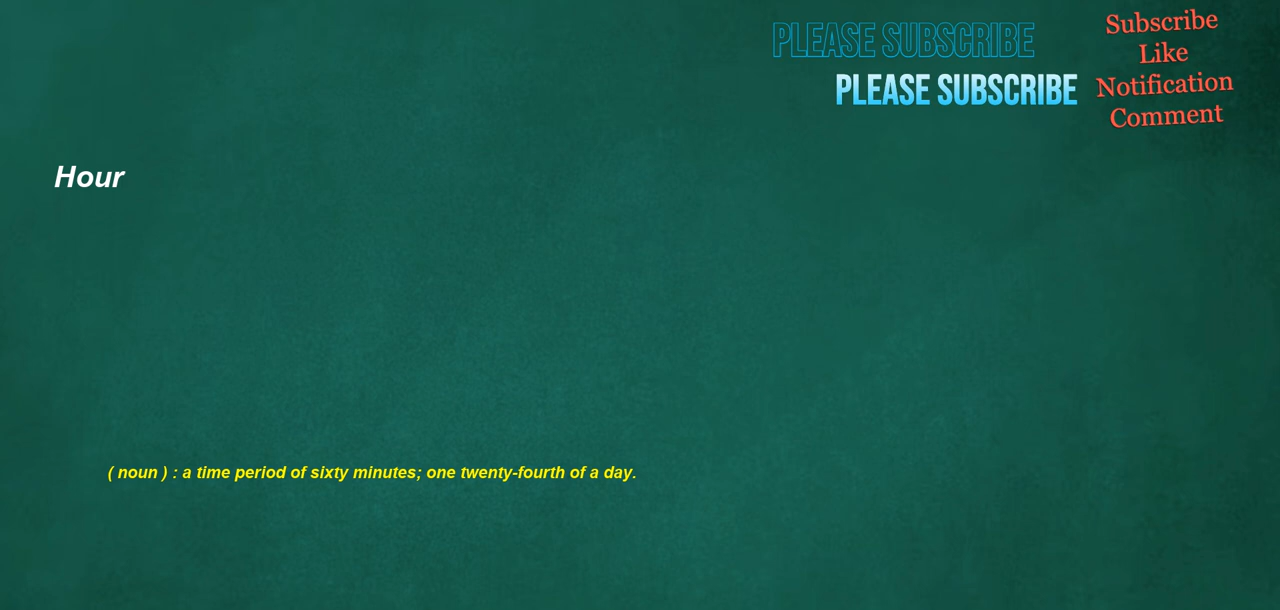 PLEASE SUBSCRIBE
PLEASE SUBSCRIBE
Subscribe
Like
Notification
Comment
Hour
( noun ) : a time period of sixty minutes; one twenty-fourth of a day.